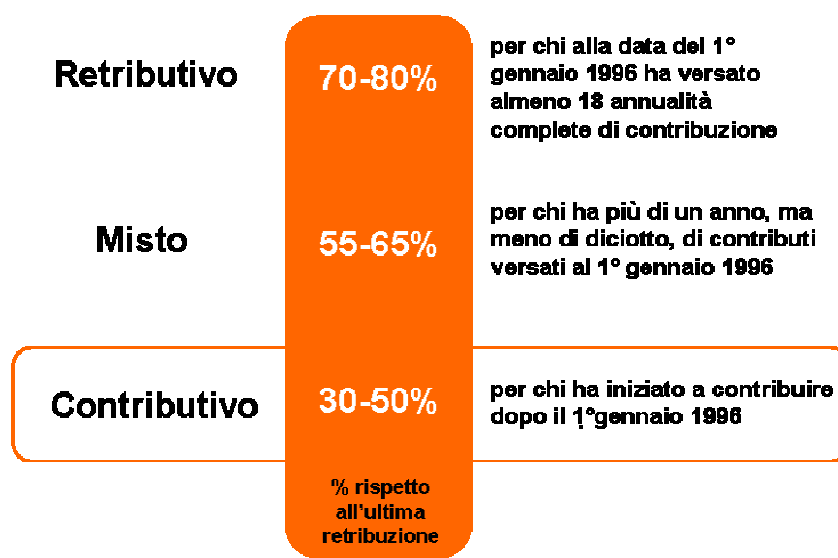 Retributivo
70-80%
per chi alla data del 1°
gennaio 1996 ha versato
almeno 18 annualità
complete di contribuzione
Misto
55-65%
per chi ha più di un anno, ma
meno di diciotto, di contributi
versati al 1° gennaio 1996
Contributivo
30-50%
per chi ha iniziato a contribuire
dopo il 1°gennaio 1996
% rispetto
all'ultima
retribuzione